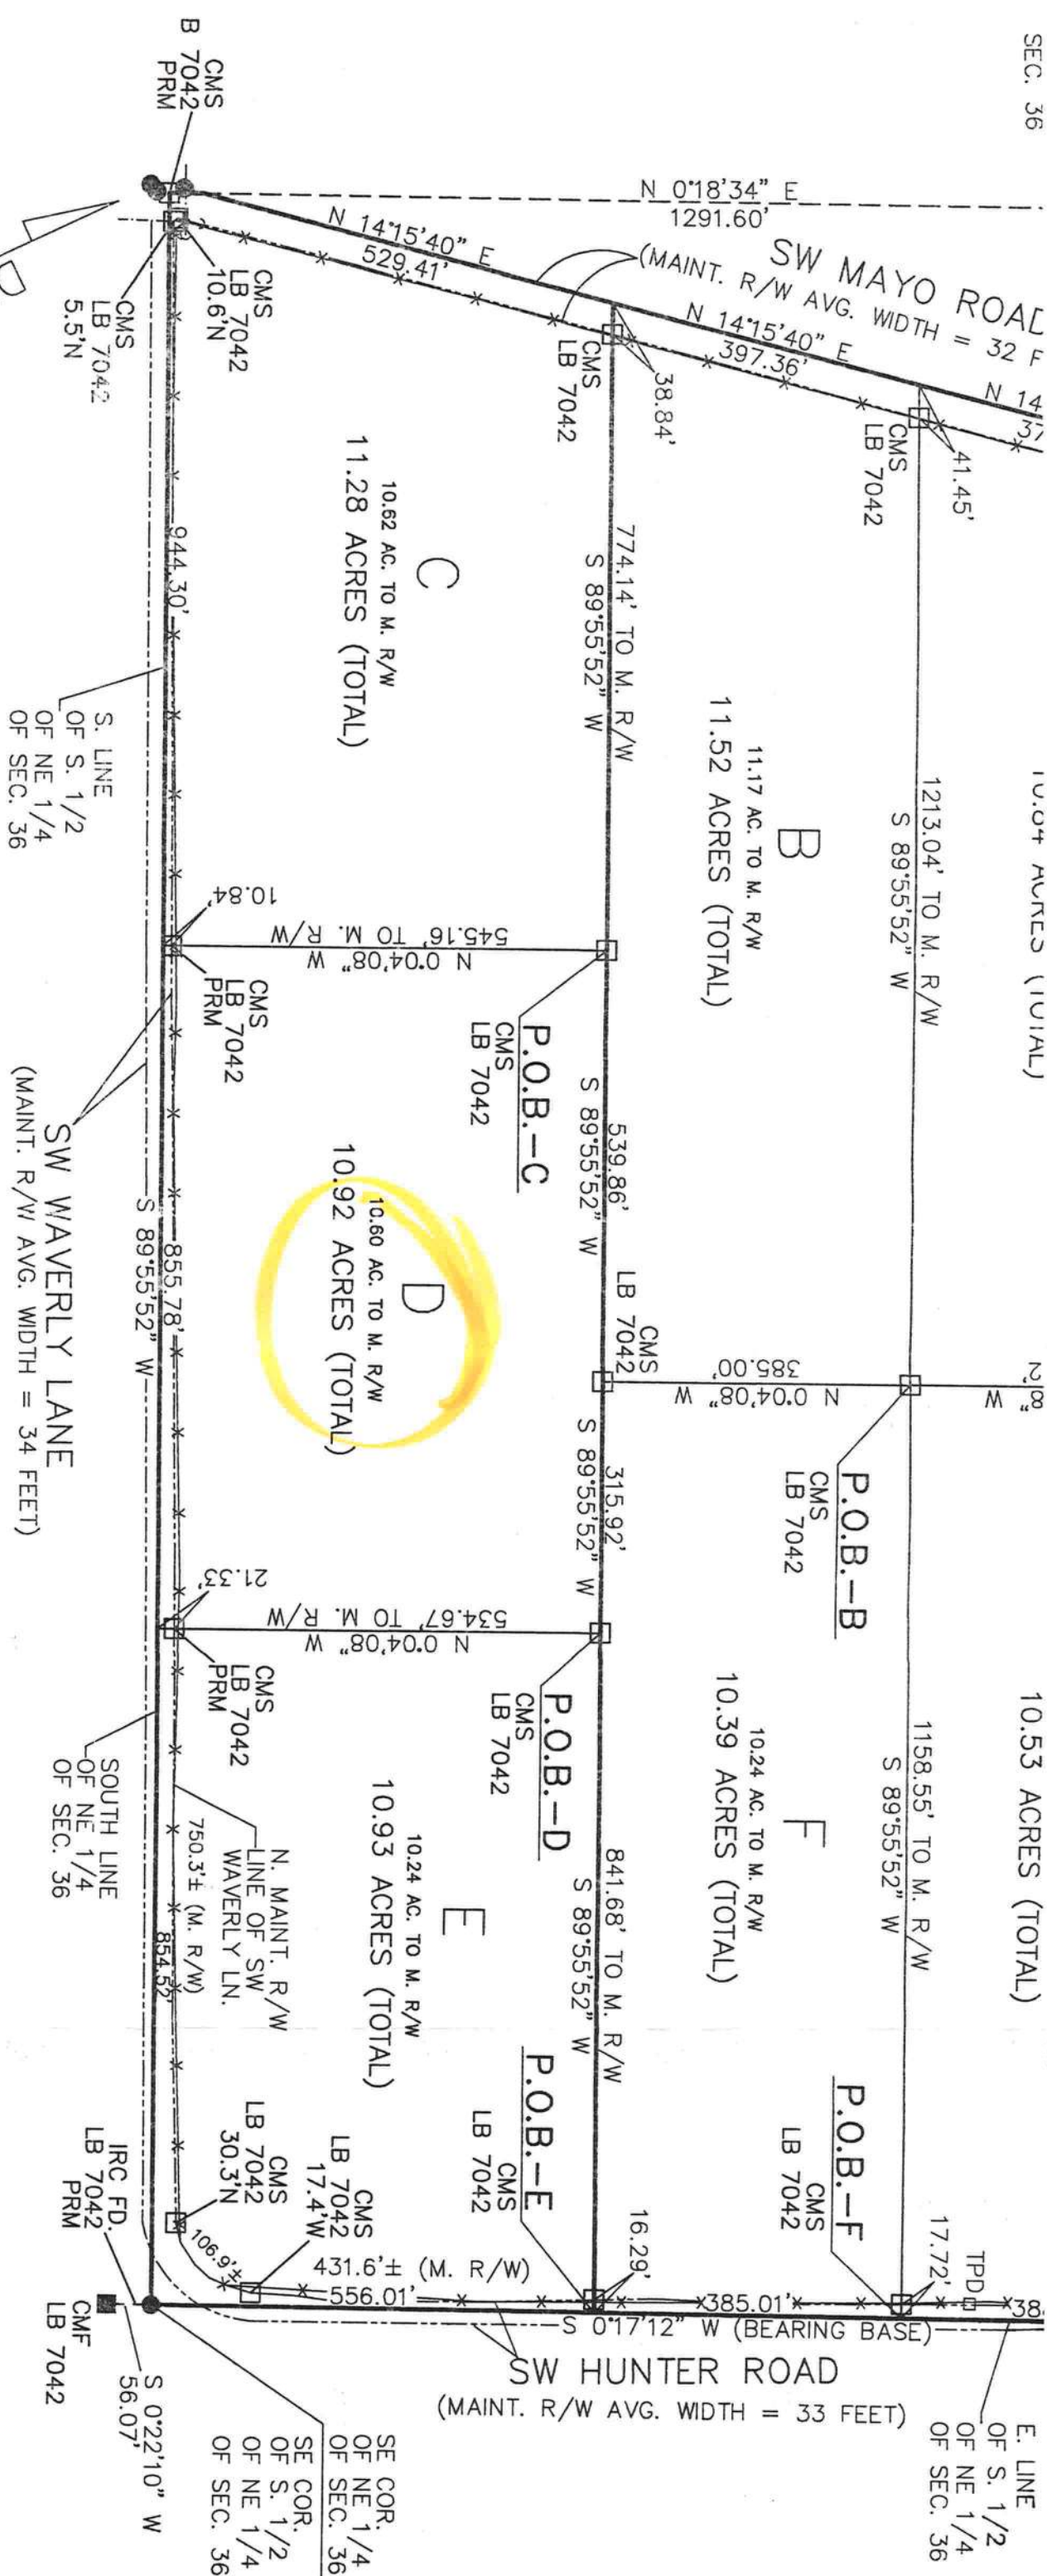 SEC. 36
N 0°18'34" E
1291.60'
SW MAYO ROAD
(MAINT. R/W AVG. WIDTH = 32 F
N 14°15'40" E
529.41'
N 14°15'40" E
397.36'
N 14
37
CMS
B 7042
PRM
CMS
LB 7042
10.6'N
CMS
LB 7042
5.5'N
CMS
LB 7042
38.84'
CMS
LB 7042
41.45'
10.84 ACRES (TOTAL)
1213.04' TO M. R/W
S 89°55'52" W
B
11.17 AC. TO M. R/W
11.52 ACRES (TOTAL)
774.14' TO M. R/W
S 89°55'52" W
C
10.62 AC. TO M. R/W
11.28 ACRES (TOTAL)
944.30'
S. LINE
OF S. 1/2
OF NE 1/4
OF SEC. 36
10.84'
545.16' TO M. R/W
N 0°04'08" W
CMS
LB 7042
PRM
P.O.B.-C
CMS
LB 7042
539.86'
S 89°55'52" W
CMS
LB 7042
385.00'
N 0°04'08" W
2'
8"
W
P.O.B.-B
CMS
LB 7042
D
10.60 AC. TO M. R/W
10.92 ACRES (TOTAL)
855.78'
S 89°55'52" W
SW WAVERLY LANE
(MAINT. R/W AVG. WIDTH = 34 FEET)
315.92'
S 89°55'52" W
21.33'
534.67' TO M. R/W
N 0°04'08" W
CMS
LB 7042
PRM
P.O.B.-D
CMS
LB 7042
SOUTH LINE
OF NE 1/4
OF SEC. 36
10.53 ACRES (TOTAL)
1158.55' TO M. R/W
S 89°55'52" W
F
10.24 AC. TO M. R/W
10.39 ACRES (TOTAL)
841.68' TO M. R/W
S 89°55'52" W
E
10.24 AC. TO M. R/W
10.93 ACRES (TOTAL)
N. MAINT. R/W
LINE OF SW
WAVERLY LN.
750.3'± (M. R/W)
854.52'
P.O.B.-E
CMS
LB 7042
P.O.B.-F
CMS
LB 7042
17.72'
TPD
16.29'
CMS
LB 7042
17.4'W
CMS
LB 7042
30.3'N
106.9'
431.6'± (M. R/W)
556.01'
385.01'
38
S 0°17'12" W (BEARING BASE)
SW HUNTER ROAD
(MAINT. R/W AVG. WIDTH = 33 FEET)
IRC FD.
LB 7042
PRM
CMF
LB 7042
S 0°22'10" W
56.07'
SE COR.
OF NE 1/4
OF SEC. 36
SE COR.
OF S. 1/2
OF NE 1/4
OF SEC. 36
E. LINE
OF S. 1/2
OF NE 1/4
OF SEC. 36